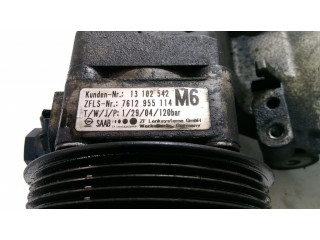 Kunden-Nr.: 13 102 542
ZFLS-Nr.: 7612 955 114 M6
T/W/J/P: 1/29/04/120bar
SAAB ZF Lenksysteme GmbH
Germany